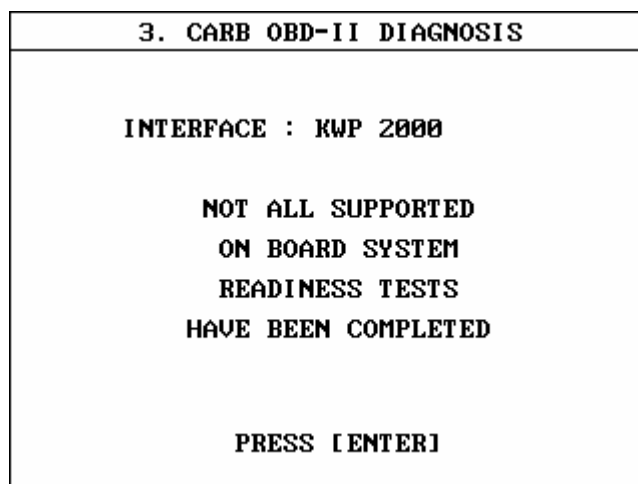 3. CARB OBD-II DIAGNOSIS
INTERFACE : KWP 2000
NOT ALL SUPPORTED
ON BOARD SYSTEM
READINESS TESTS
HAVE BEEN COMPLETED
PRESS [ENTER]